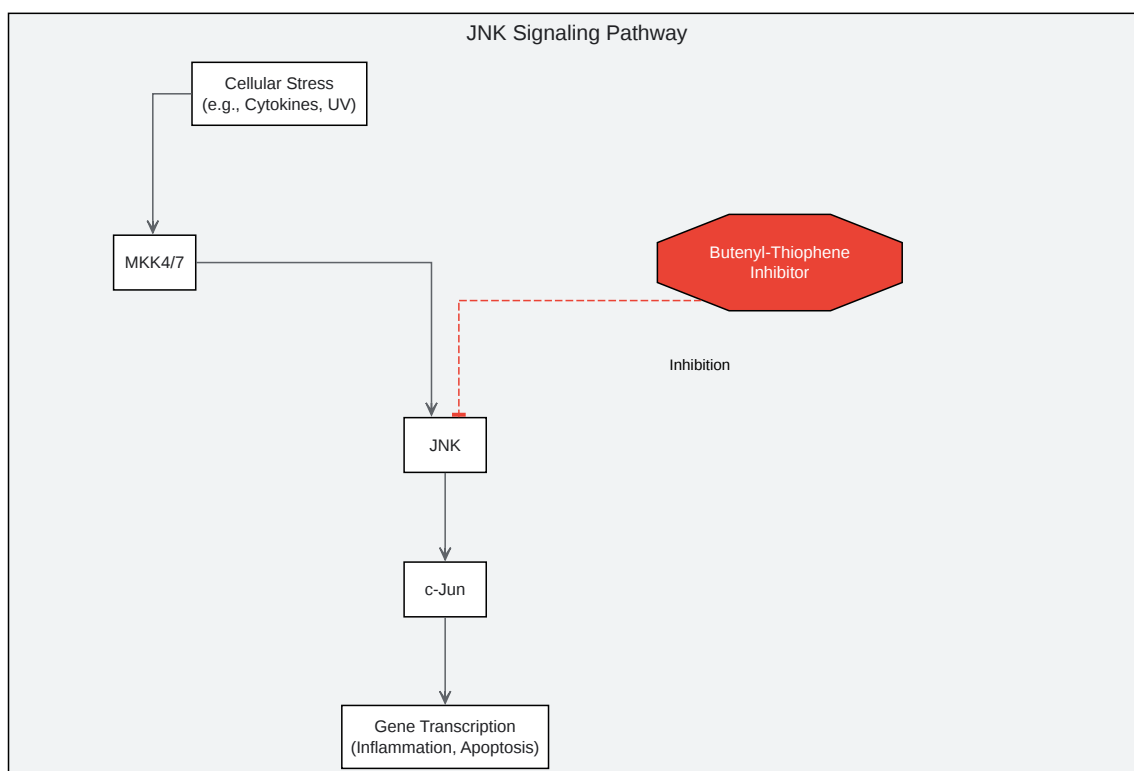 JNK Signaling Pathway
Cellular Stress
(e.g., Cytokines, UV)
MKK4/7
Butenyl-Thiophene
Inhibitor
Inhibition
JNK
c-Jun
Gene Transcription
(Inflammation, Apoptosis)